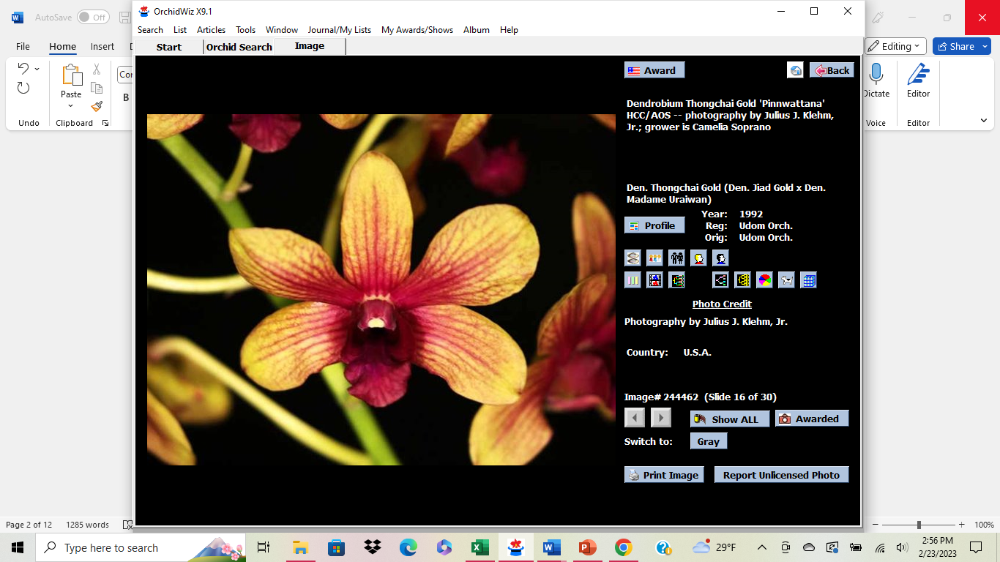 AutoSave Off
OrchidWiz X9.1
Search List Articles Tools Window Journal/My Lists My Awards/Shows Album Help
File Home Insert
Start Orchid Search Image
Editing Share
Award Back
Paste
Dictate Editor
B
Undo Clipboard
Voice Editor
Dendrobium Thongchai Gold 'Pinnwattana'
HCC/AOS -- photography by Julius J. Klehm,
Jr.; grower is Camelia Soprano
Den. Thongchai Gold (Den. Jiad Gold x Den.
Madame Uraiwan)
Year: 1992
Profile Reg: Udom Orch.
Orig: Udom Orch.
Photo Credit
Photography by Julius J. Klehm, Jr.
Country: U.S.A.
Image# 244462 (Slide 16 of 30)
Show ALL Awarded
Switch to: Gray
Print Image Report Unlicensed Photo
Page 2 of 12 1285 words 100%
Type here to search 29°F 2:56 PM
2/23/2023